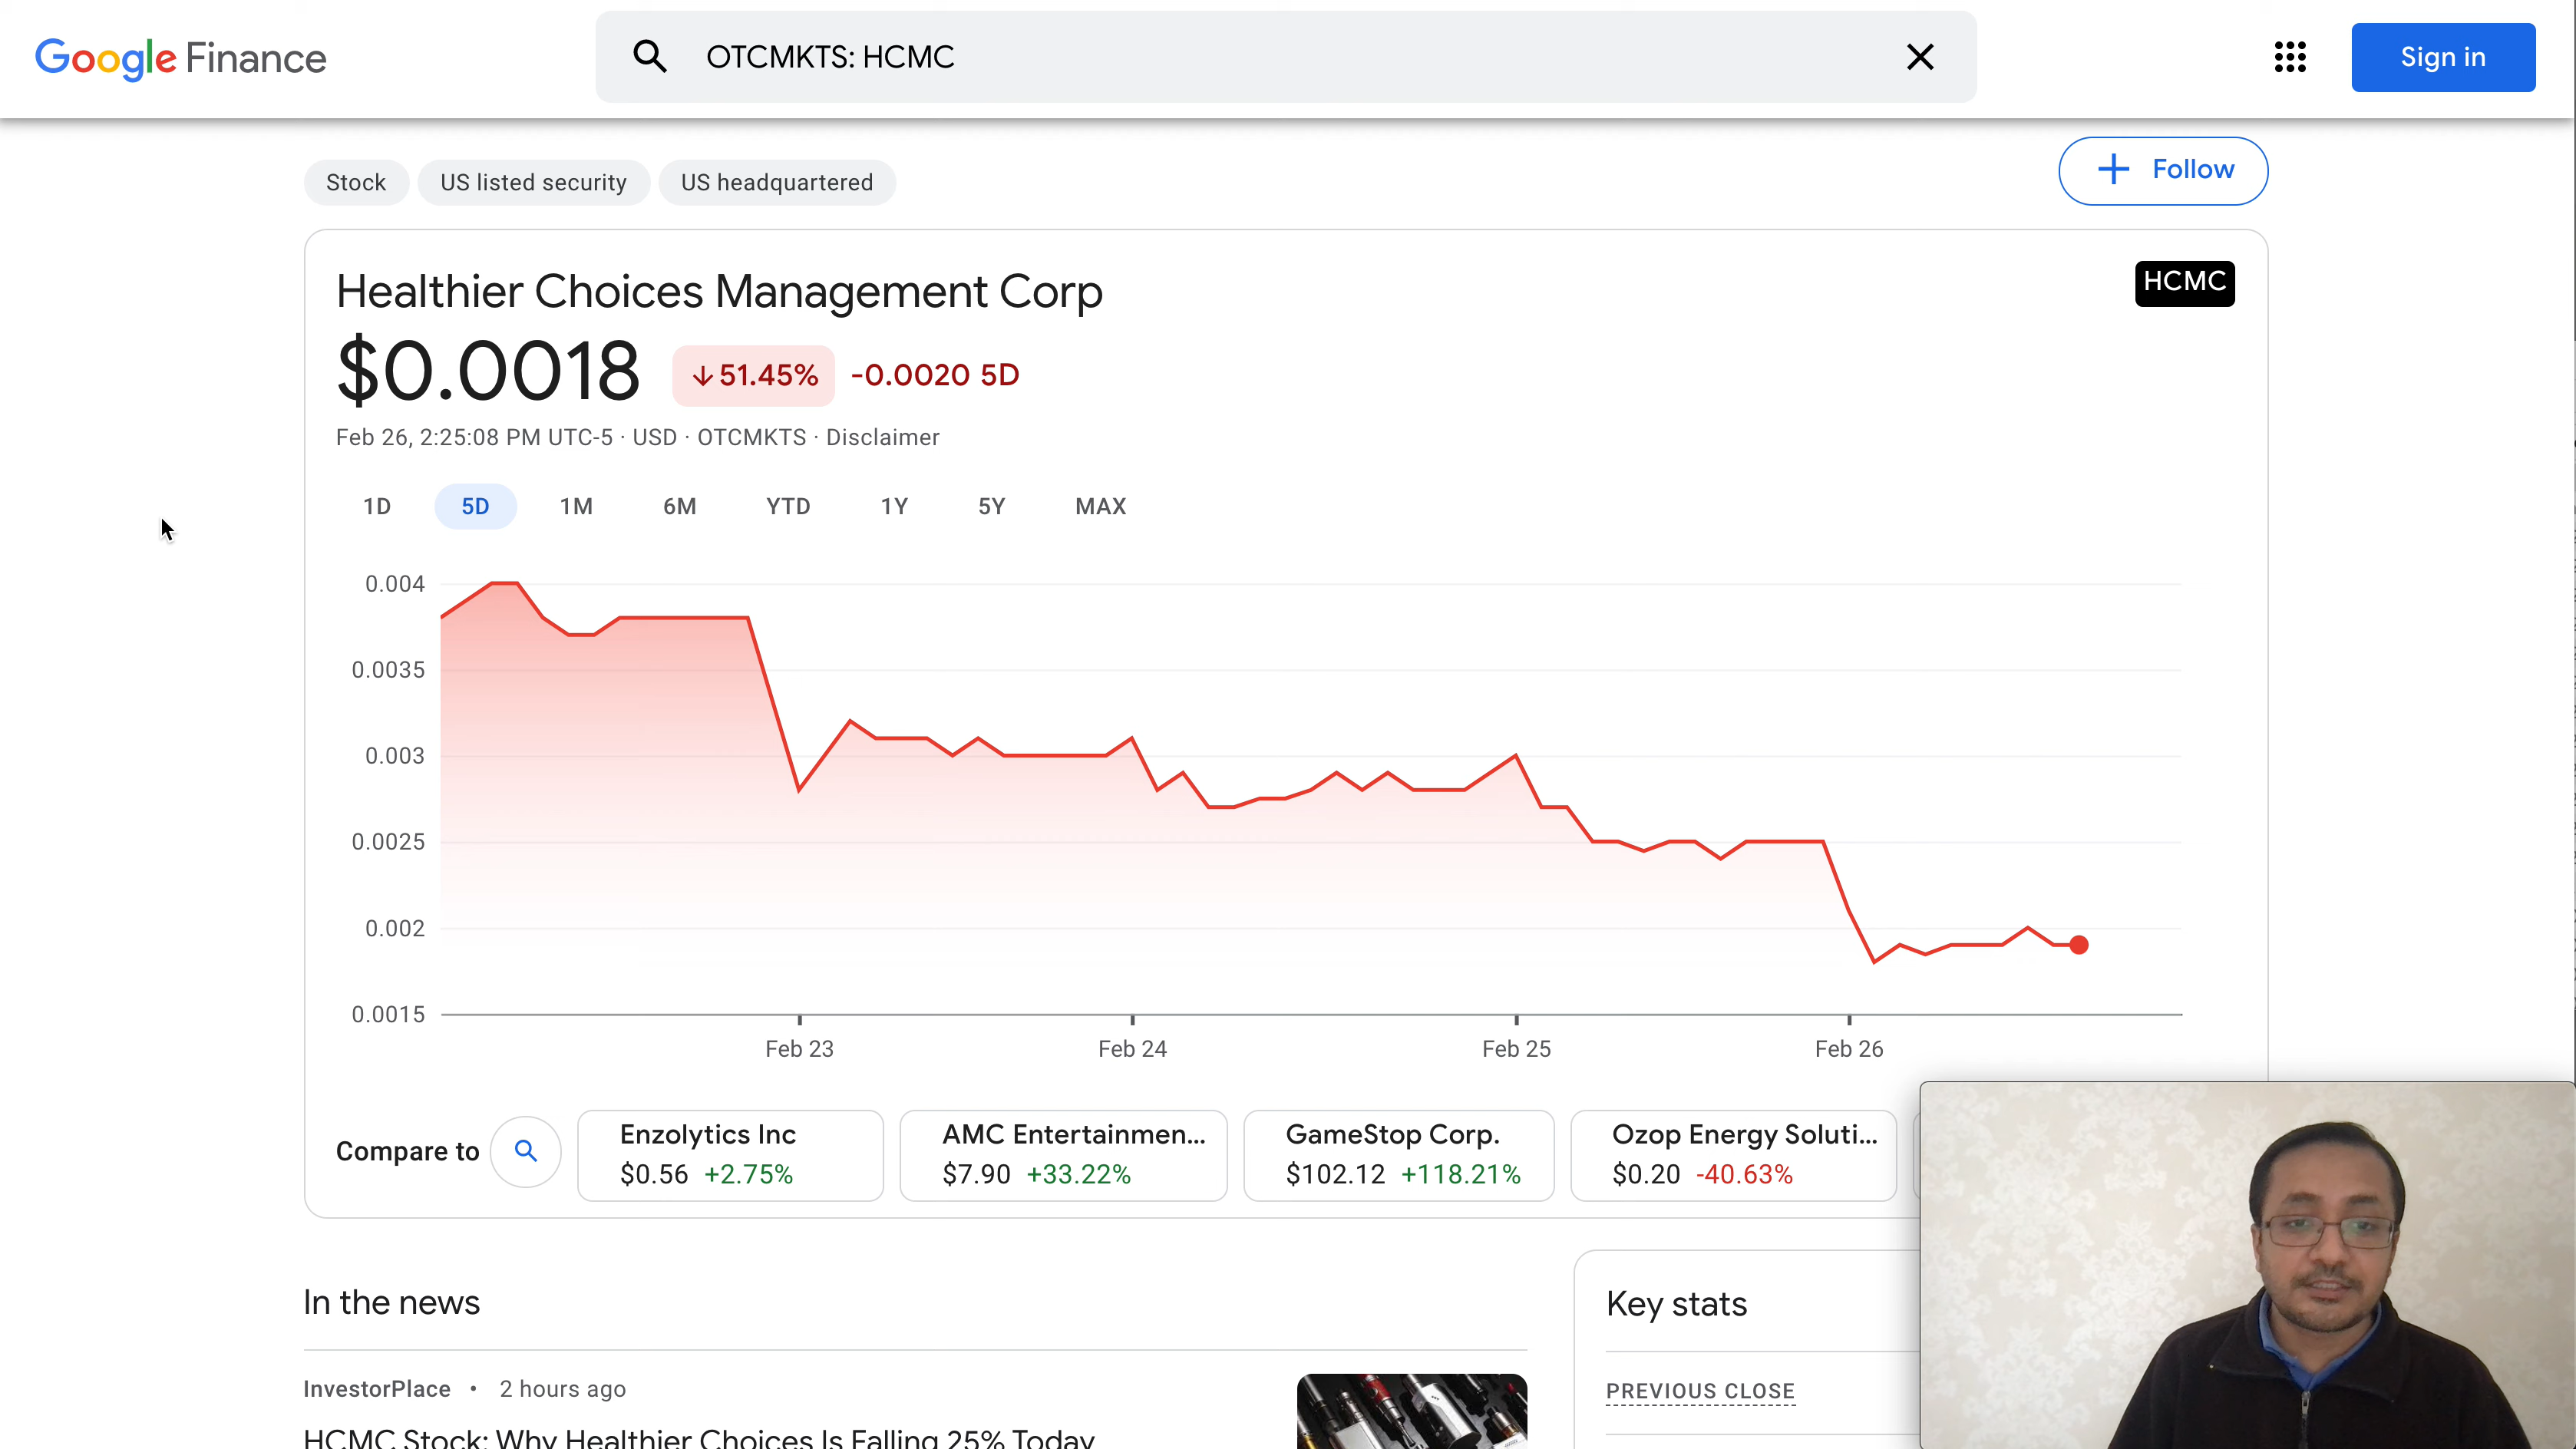 Google Finance
OTCMKTS: HCMC
Sign in
Stock
US listed security
US headquartered
Follow
Healthier Choices Management Corp
HCMC
$0.0018 ↓51.45% -0.0020 5D
Feb 26, 2:25:08 PM UTC-5 · USD · OTCMKTS · Disclaimer
1D 5D 1M 6M YTD 1Y 5Y MAX
0.004
0.0035
0.003
0.0025
0.002
0.0015
Feb 23 Feb 24 Feb 25 Feb 26
Compare to
Enzolytics Inc
$0.56 +2.75%
AMC Entertainmen...
$7.90 +33.22%
GameStop Corp.
$102.12 +118.21%
Ozop Energy Soluti...
$0.20 -40.63%
In the news
InvestorPlace • 2 hours ago
HCMC Stock: Why Healthier Choices Is Falling 25% Today
Key stats
PREVIOUS CLOSE